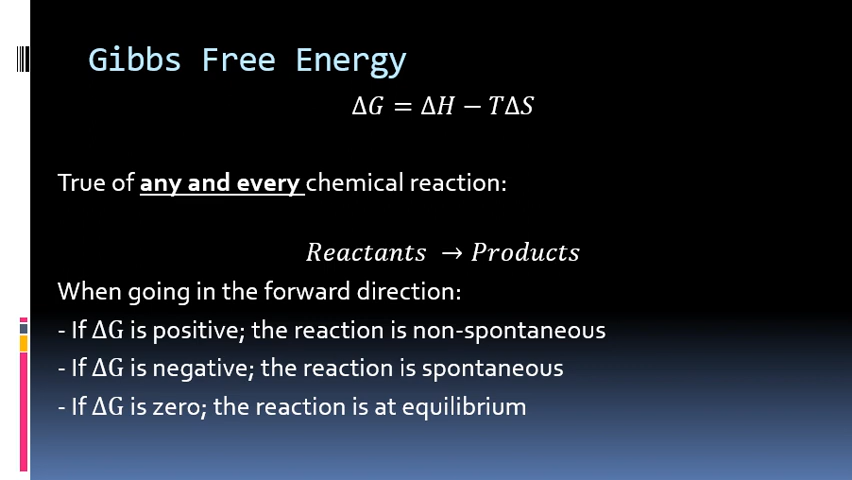 Gibbs Free Energy
ΔG = ΔH − TΔS
True of any and every chemical reaction:
Reactants → Products
When going in the forward direction:
- If ΔG is positive; the reaction is non-spontaneous
- If ΔG is negative; the reaction is spontaneous
- If ΔG is zero; the reaction is at equilibrium